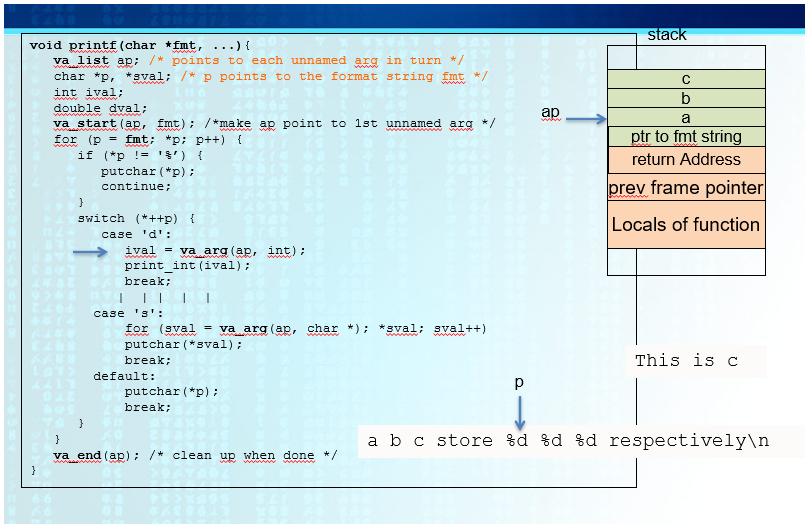 void printf(char *fmt, ...){
va_list ap; /* points to each unnamed arg in turn */
char *p, *sval; /* p points to the format string fmt */
int ival;
double dval;
va_start(ap, fmt); /*make ap point to 1st unnamed arg */
for (p = fmt; *p; p++) {
if (*p != '%’) {
putchar(*p);
continue;
}
switch (*++p) {
case 'd':
ival = va_arg(ap, int);
print_int(ival);
break;
| | | | |
case 's':
for (sval = va_arg(ap, char *); *sval; sval++)
putchar(*sval);
break;
default:
putchar(*p);
break;
}
}
va_end(ap); /* clean up when done */
}
stack
c
b
a
ap
ptr to fmt string
return Address
prev frame pointer
Locals of function
This is c
p
a b c store %d %d %d respectively\n